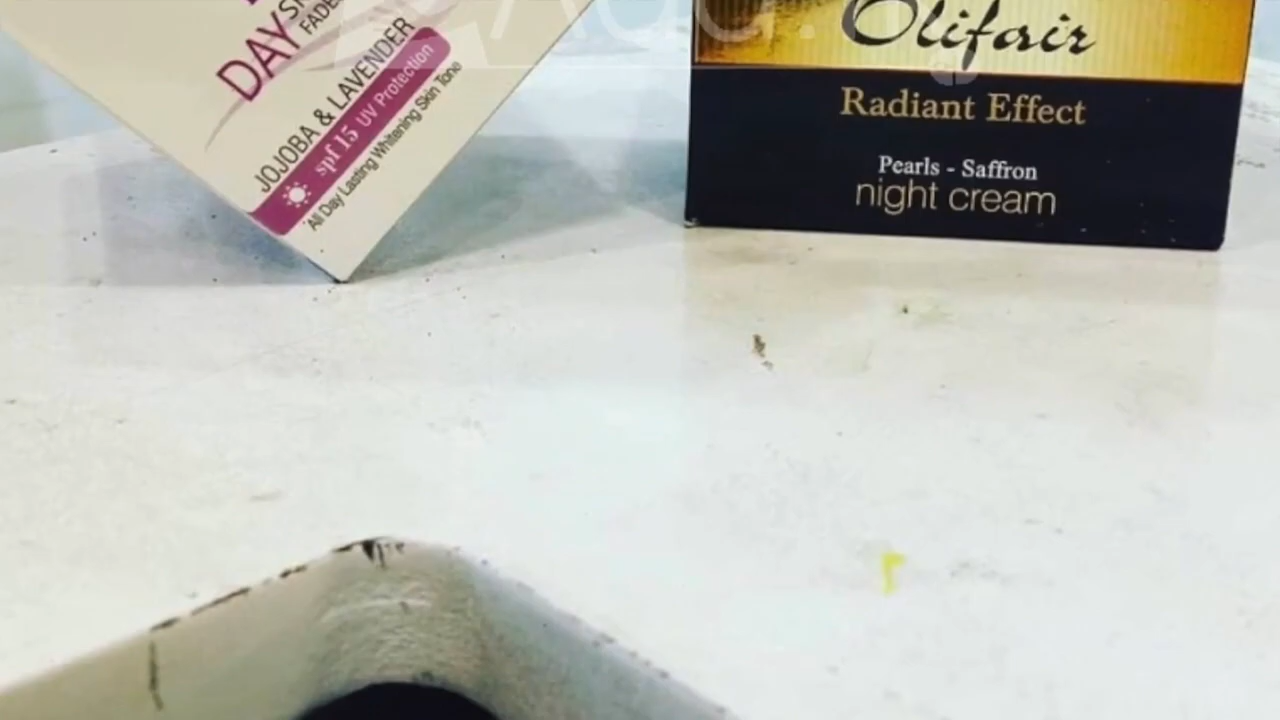 DAY
JOJOBA & LAVENDER
spf 15 UV Protection
All Day Lasting Whitening Skin Tone
Olifair
Radiant Effect
Pearls - Saffron
night cream